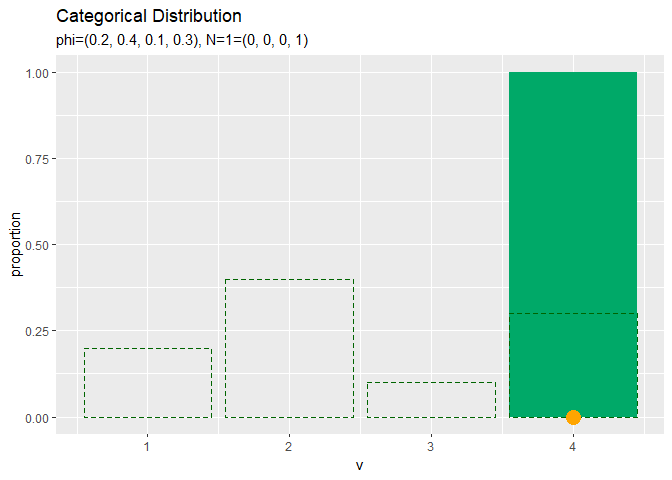 Categorical Distribution
phi=(0.2, 0.4, 0.1, 0.3), N=1=(0, 0, 0, 1)
1.00
0.75
0.50
0.25
0.00
proportion
1 2 3 4
v